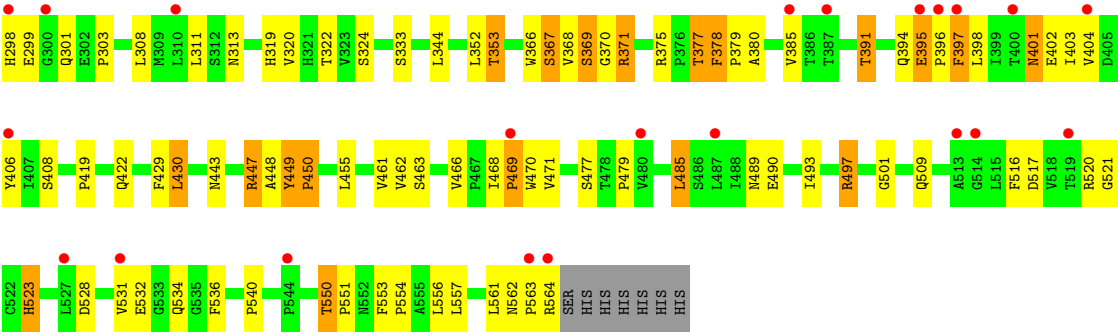 H298 E299 G300 Q301 E302 P303 L308 M309 L310 L311 S312 N313 H319 V320 H321 T322 V323 S324 S333 L344 L352 T353 W366 S367 V368 S369 G370 R371 R375 P376 T377 F378 P379 A380 V385 T386 T387 T391 Q394 E395 P396 F397 L398 I399 T400 N401 E402 I403 V404 D405
Y406 I407 S408 P419 Q422 F429 L430 N443 R447 A448 Y449 P450 L455 V461 V462 S463 V466 P467 I468 P469 W470 V471 S477 T478 P479 V480 L485 S486 L487 I488 N489 E490 I493 R497 G501 Q509 A513 G514 L515 F516 D517 V518 T519 R520 G521
C522 H523 L527 D528 V531 E532 G533 Q534 G535 F536 P540 P544 T550 P551 N552 F553 P554 A555 L556 L557 L561 N562 P563 R564 SER HIS HIS HIS HIS HIS HIS